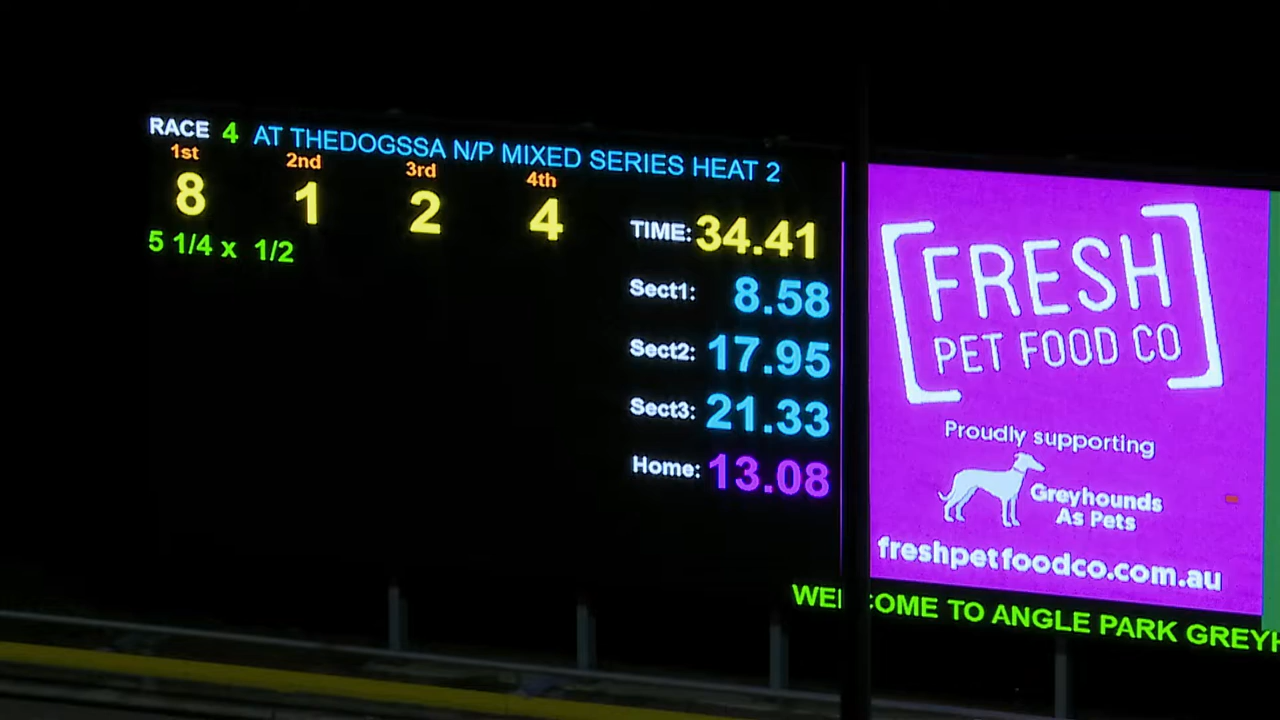 RACE 4 AT THEDOGSSA N/P MIXED SERIES HEAT 2
1st 2nd 3rd 4th
8 1 2 4
5 1/4 x 1/2
TIME: 34.41
Sect1: 8.58
Sect2: 17.95
Sect3: 21.33
Home: 13.08
FRESH
PET FOOD CO
Proudly supporting
Greyhounds
As Pets
freshpetfoodco.com.au
WELCOME TO ANGLE PARK GREYH